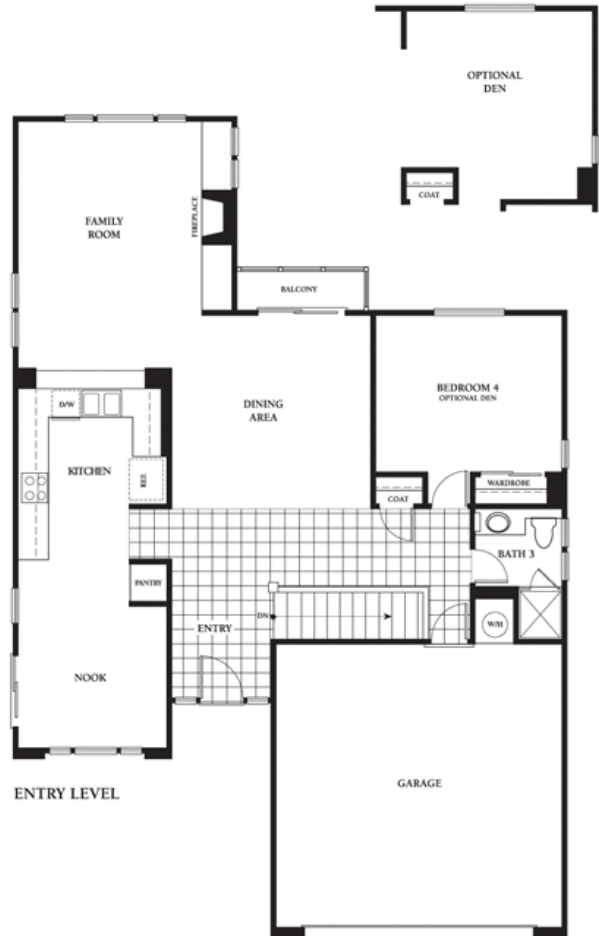 OPTIONAL
DEN
COAT
FAMILY
ROOM
FIREPLACE
BALCONY
D/W
DINING
AREA
BEDROOM 4
OPTIONAL DEN
KITCHEN
REF.
WARDROBE
COAT
BATH 3
PANTRY
DN
ENTRY
W/H
NOOK
GARAGE
ENTRY LEVEL